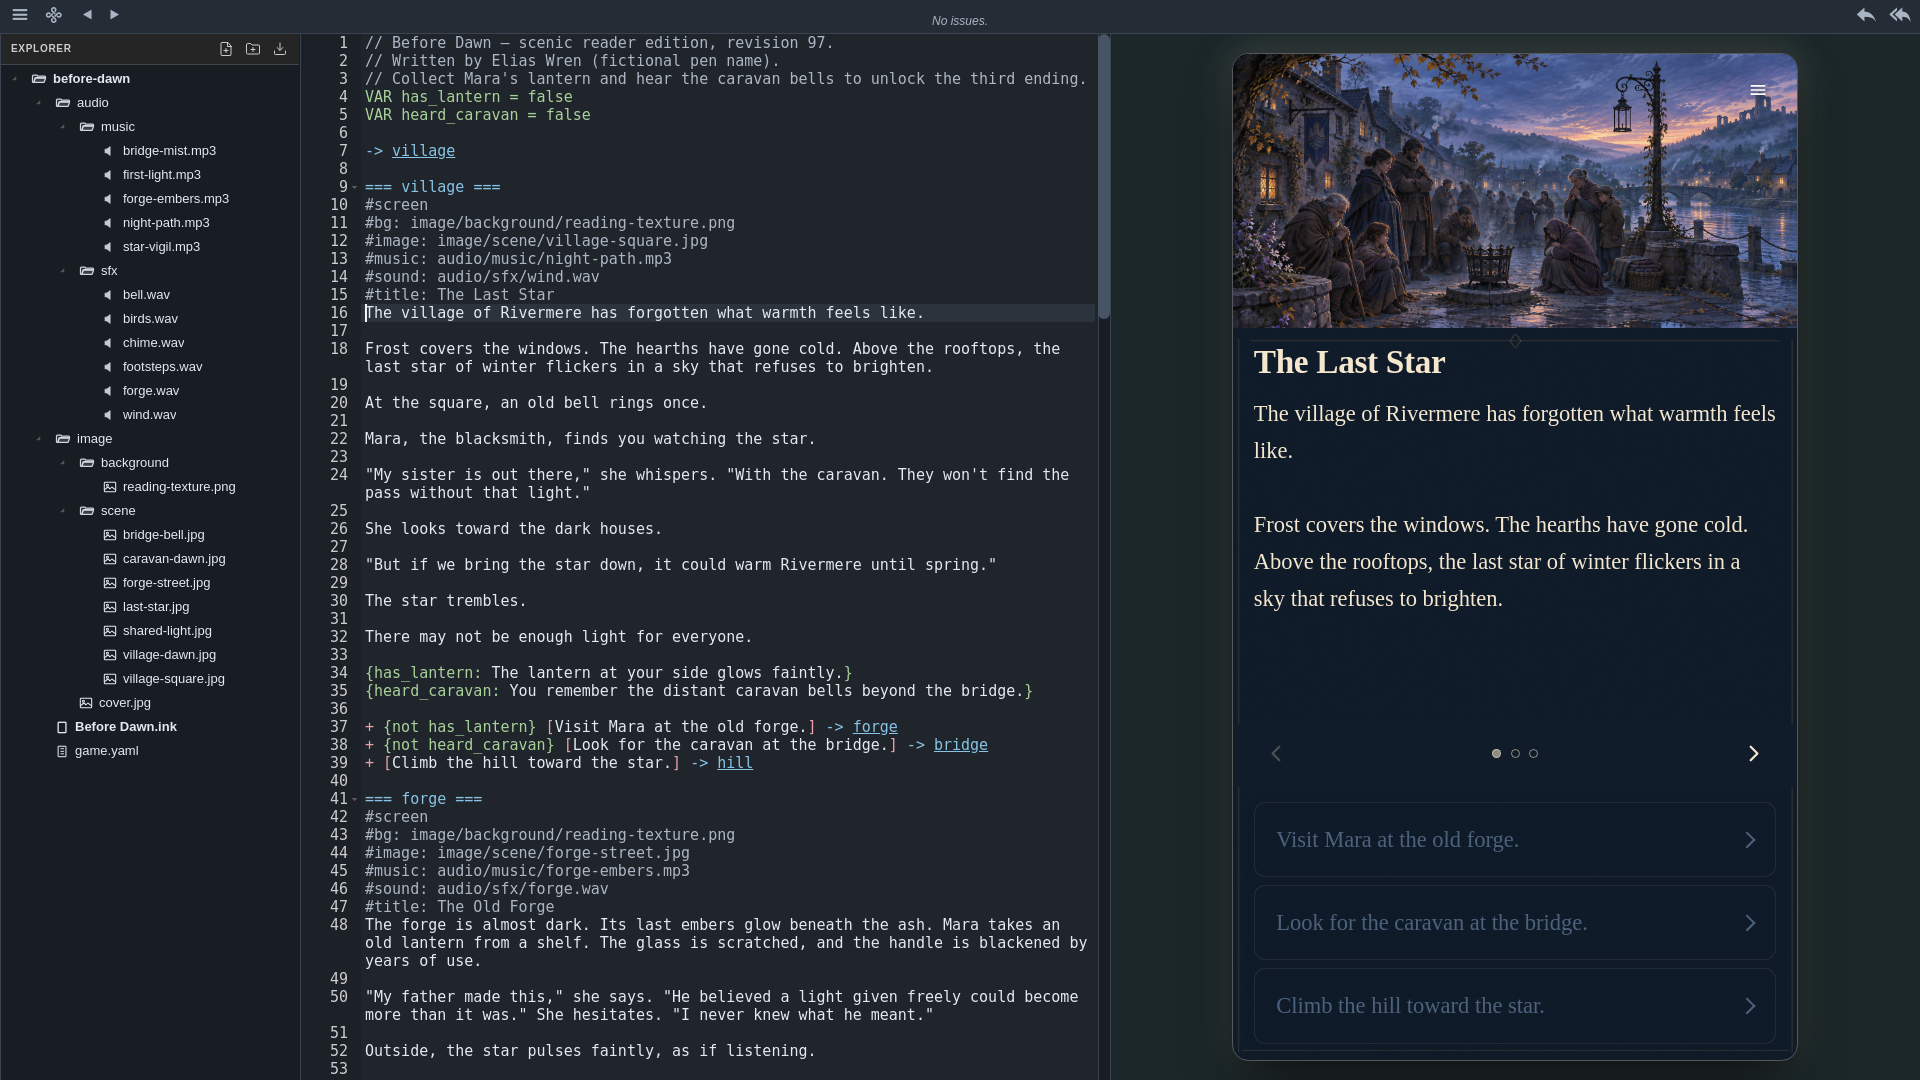 No issues.
EXPLORER
before-dawn
audio
music
bridge-mist.mp3
first-light.mp3
forge-embers.mp3
night-path.mp3
star-vigil.mp3
sfx
bell.wav
birds.wav
chime.wav
footsteps.wav
forge.wav
wind.wav
image
background
reading-texture.png
scene
bridge-bell.jpg
caravan-dawn.jpg
forge-street.jpg
last-star.jpg
shared-light.jpg
village-dawn.jpg
village-square.jpg
cover.jpg
Before Dawn.ink
game.yaml
1 // Before Dawn — scenic reader edition, revision 97.
2 // Written by Elias Wren (fictional pen name).
3 // Collect Mara's lantern and hear the caravan bells to unlock the third ending.
4 VAR has_lantern = false
5 VAR heard_caravan = false
6
7 -> village
8
9 === village ===
10 #screen
11 #bg: image/background/reading-texture.png
12 #image: image/scene/village-square.jpg
13 #music: audio/music/night-path.mp3
14 #sound: audio/sfx/wind.wav
15 #title: The Last Star
16 The village of Rivermere has forgotten what warmth feels like.
17
18 Frost covers the windows. The hearths have gone cold. Above the rooftops, the
last star of winter flickers in a sky that refuses to brighten.
19
20 At the square, an old bell rings once.
21
22 Mara, the blacksmith, finds you watching the star.
23
24 "My sister is out there," she whispers. "With the caravan. They won't find the
pass without that light."
25
26 She looks toward the dark houses.
27
28 "But if we bring the star down, it could warm Rivermere until spring."
29
30 The star trembles.
31
32 There may not be enough light for everyone.
33
34 {has_lantern: The lantern at your side glows faintly.}
35 {heard_caravan: You remember the distant caravan bells beyond the bridge.}
36
37 + {not has_lantern} [Visit Mara at the old forge.] -> forge
38 + {not heard_caravan} [Look for the caravan at the bridge.] -> bridge
39 + [Climb the hill toward the star.] -> hill
40
41 === forge ===
42 #screen
43 #bg: image/background/reading-texture.png
44 #image: image/scene/forge-street.jpg
45 #music: audio/music/forge-embers.mp3
46 #sound: audio/sfx/forge.wav
47 #title: The Old Forge
48 The forge is almost dark. Its last embers glow beneath the ash. Mara takes an
old lantern from a shelf. The glass is scratched, and the handle is blackened by
years of use.
49
50 "My father made this," she says. "He believed a light given freely could become
more than it was." She hesitates. "I never knew what he meant."
51
52 Outside, the star pulses faintly, as if listening.
53
The Last Star
The village of Rivermere has forgotten what warmth feels
like.
Frost covers the windows. The hearths have gone cold.
Above the rooftops, the last star of winter flickers in a
sky that refuses to brighten.
Visit Mara at the old forge.
Look for the caravan at the bridge.
Climb the hill toward the star.